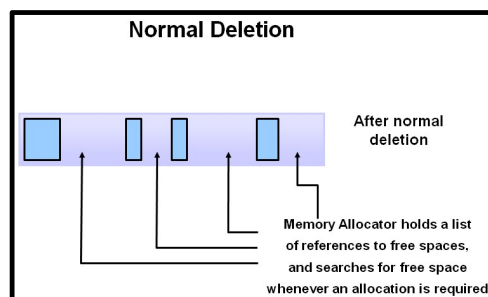 Normal Deletion
After normal
deletion
Memory Allocator holds a list
of references to free spaces,
and searches for free space
whenever an allocation is required